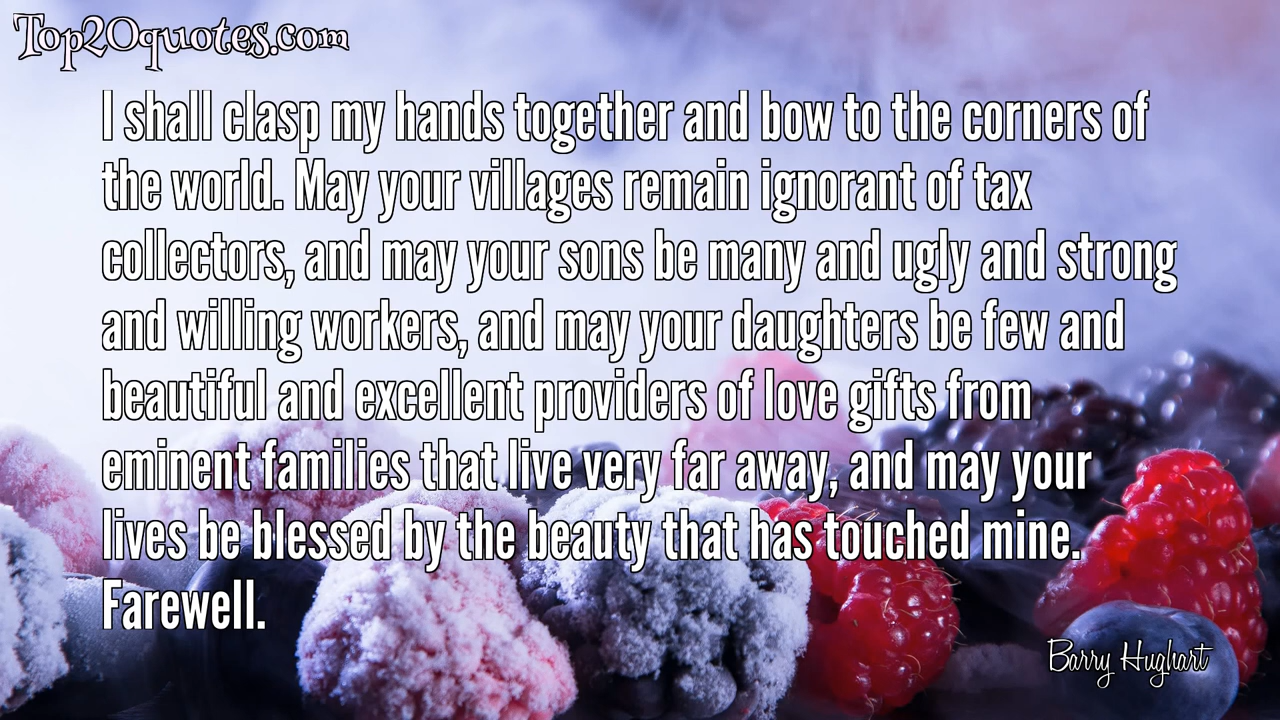 Top20quotes.com
I shall clasp my hands together and bow to the corners of
the world. May your villages remain ignorant of tax
collectors, and may your sons be many and ugly and strong
and willing workers, and may your daughters be few and
beautiful and excellent providers of love gifts from
eminent families that live very far away, and may your
lives be blessed by the beauty that has touched mine.
Farewell.
Barry Hughart